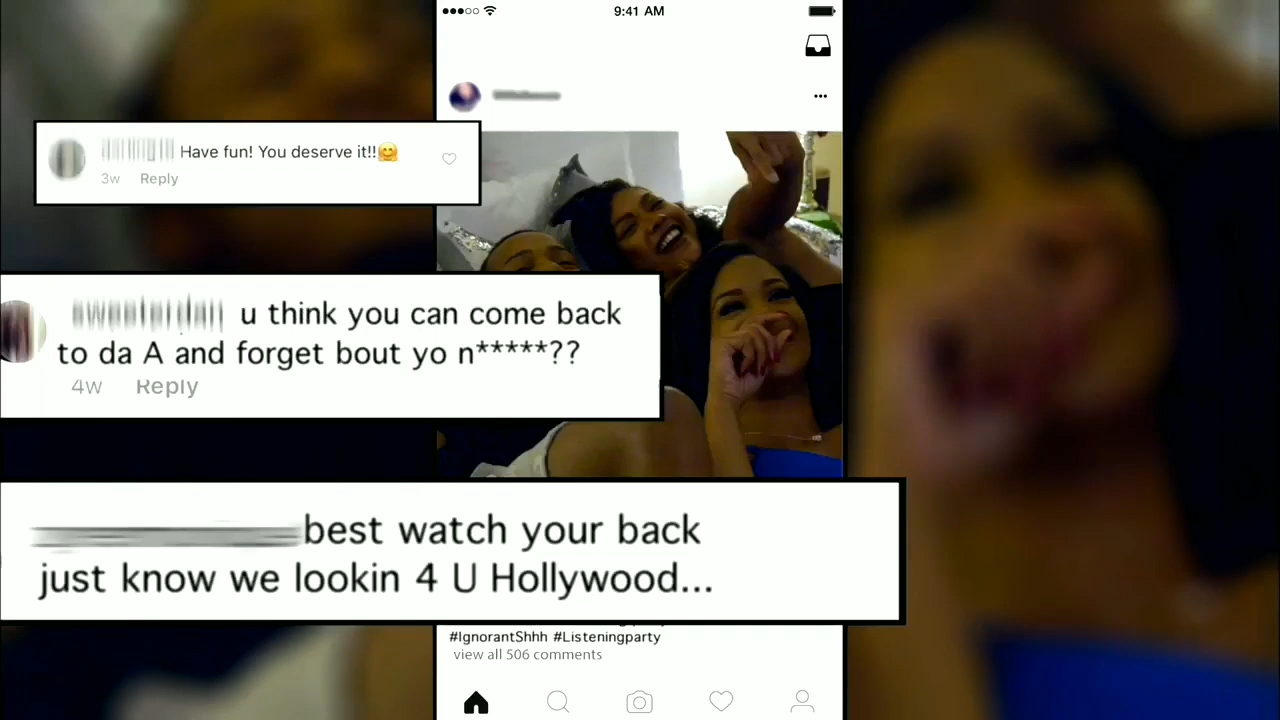 9:41 AM
Have fun! You deserve it!!🤗
3w Reply
u think you can come back
to da A and forget bout yo n*****??
4w Reply
best watch your back
just know we lookin 4 U Hollywood...
#IgnorantShhh #Listeningparty
view all 506 comments